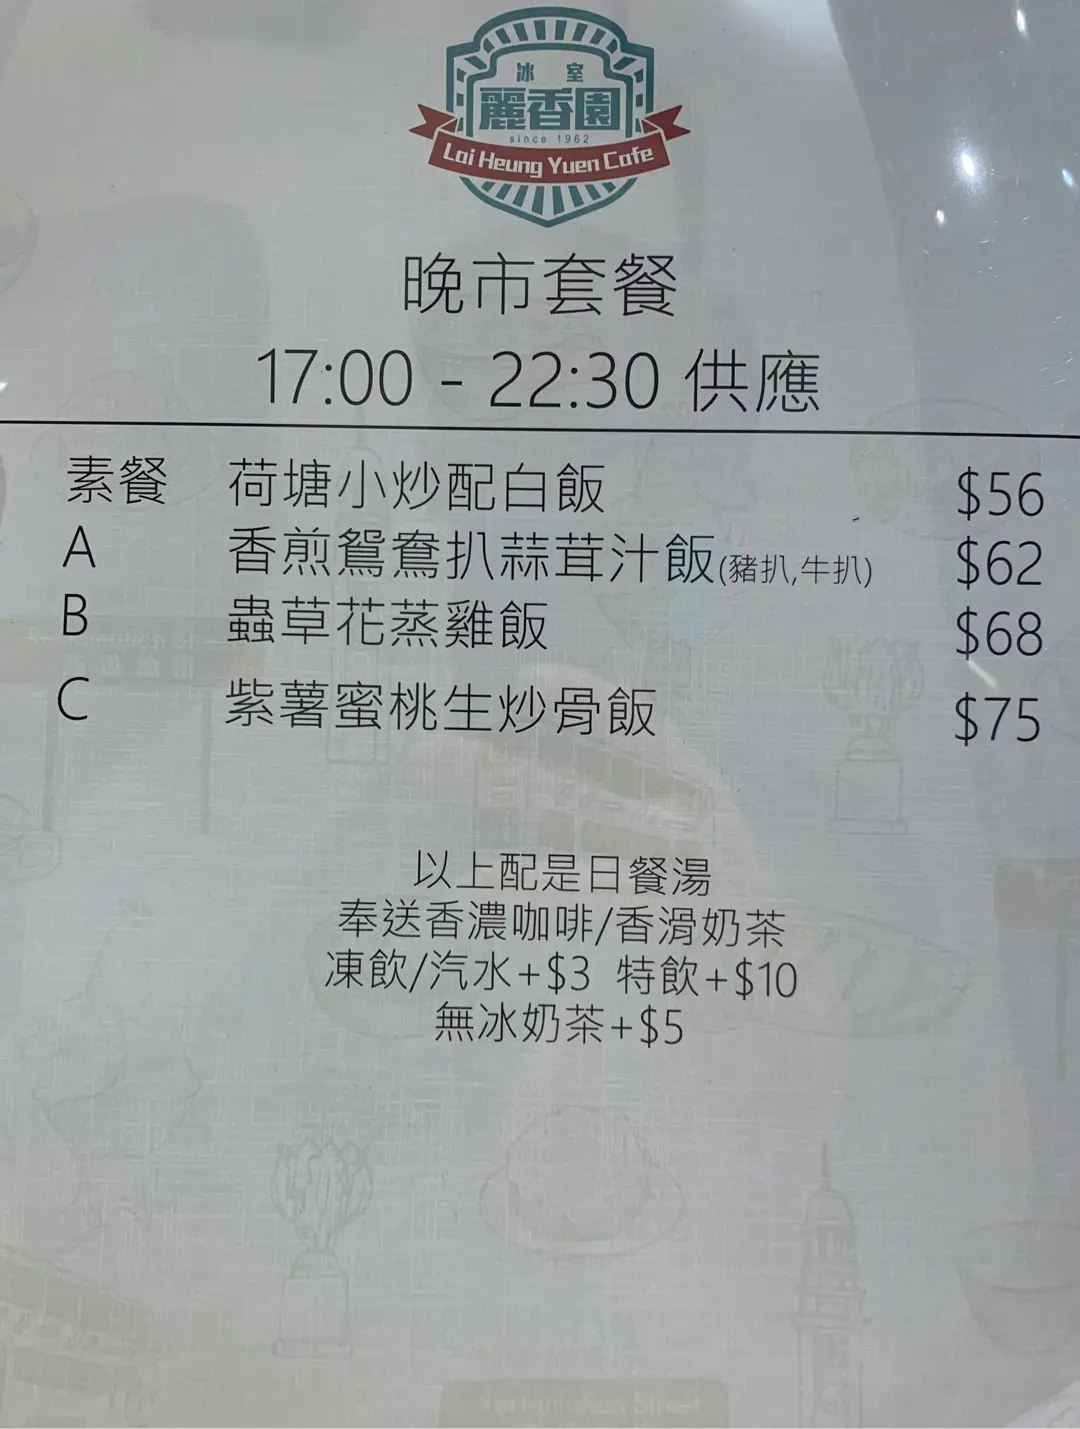 冰室
麗香園
since 1962
Lai Heung Yuen Cafe
晚市套餐
17:00 - 22:30 供應
素餐 荷塘小炒配白飯 $56
A 香煎鴛鴦扒蒜茸汁飯(豬扒,牛扒) $62
B 蟲草花蒸雞飯 $68
C 紫薯蜜桃生炒骨飯 $75
以上配是日餐湯
奉送香濃咖啡/香滑奶茶
凍飲/汽水+$3 特飲+$10
無冰奶茶+$5
Reclamation Street